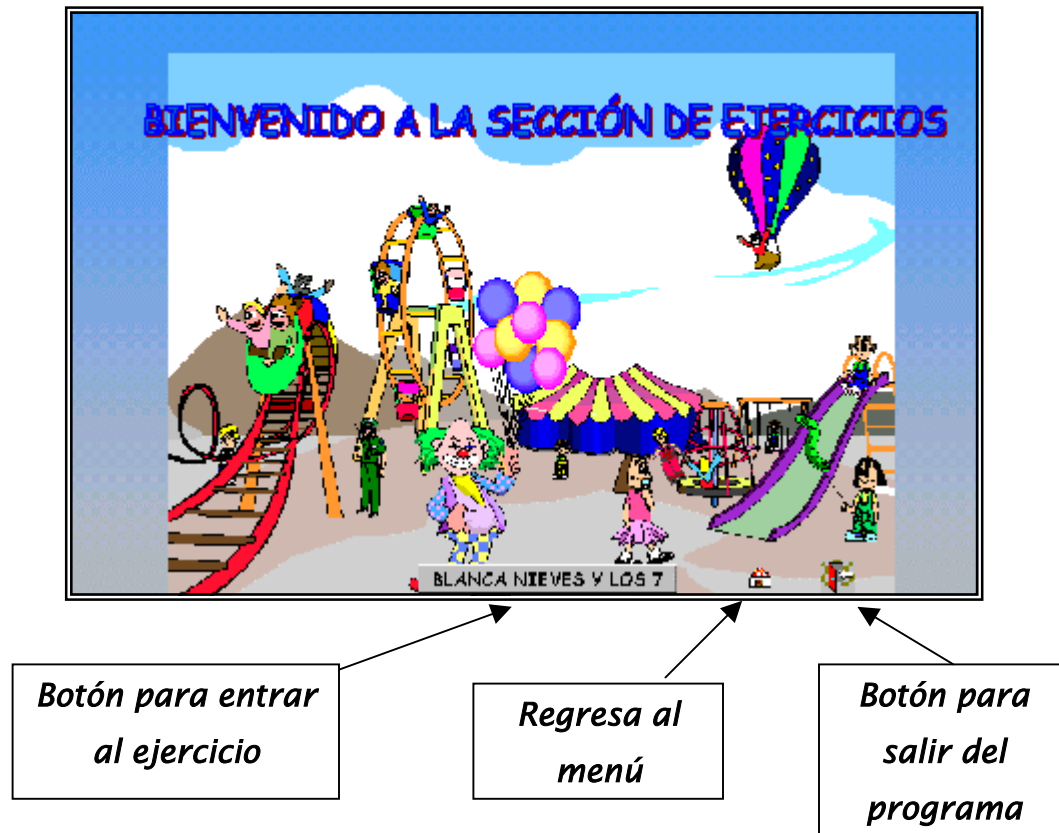 BIENVENIDO A LA SECCIÓN DE EJERCICIOS
BLANCA NIEVES Y LOS 7
Botón para entrar
al ejercicio
Regresa al
menú
Botón para
salir del
programa